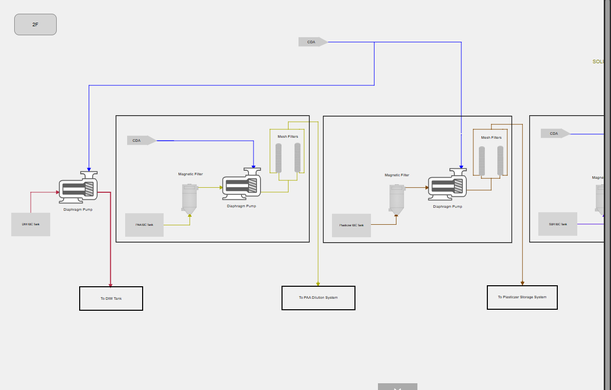 2F
CDA
SOL
CDA
Mesh Filters
Mesh Filters
CDA
Magnetic Filter
Magnetic Filter
Diaphragm Pump
Diaphragm Pump
Diaphragm Pump
To DIW Tank
To PAA Dilution System
To Plasticizer Storage System